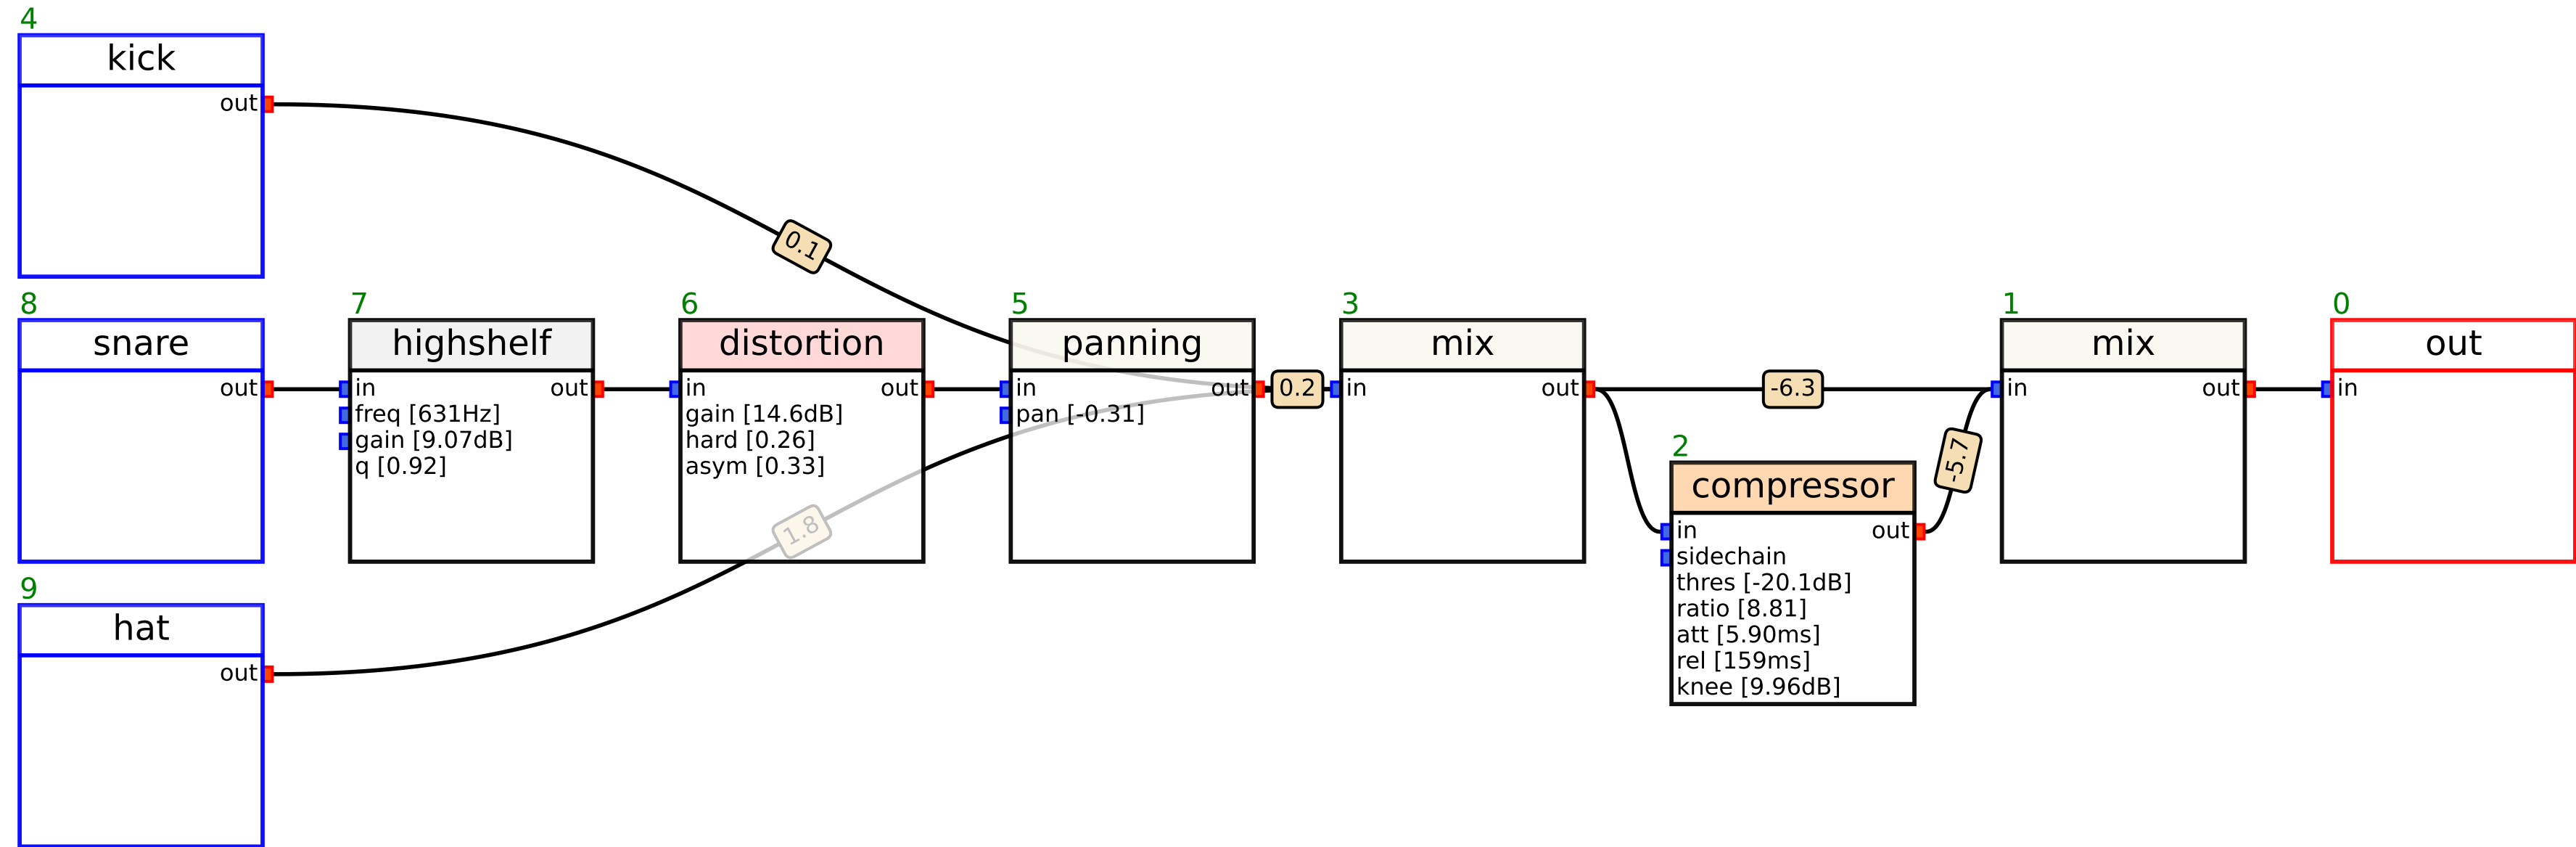 4
kick
out
0.1
8
snare
out
7
highshelf
in
out
freq [631Hz]
gain [9.07dB]
q [0.92]
6
distortion
in
out
gain [14.6dB]
hard [0.26]
asym [0.33]
5
panning
in
out
pan [-0.31]
0.2
1.8
3
mix
in
out
-6.3
2
compressor
in
out
sidechain
thres [-20.1dB]
ratio [8.81]
att [5.90ms]
rel [159ms]
knee [9.96dB]
-5.7
1
mix
in
out
0
out
in
9
hat
out